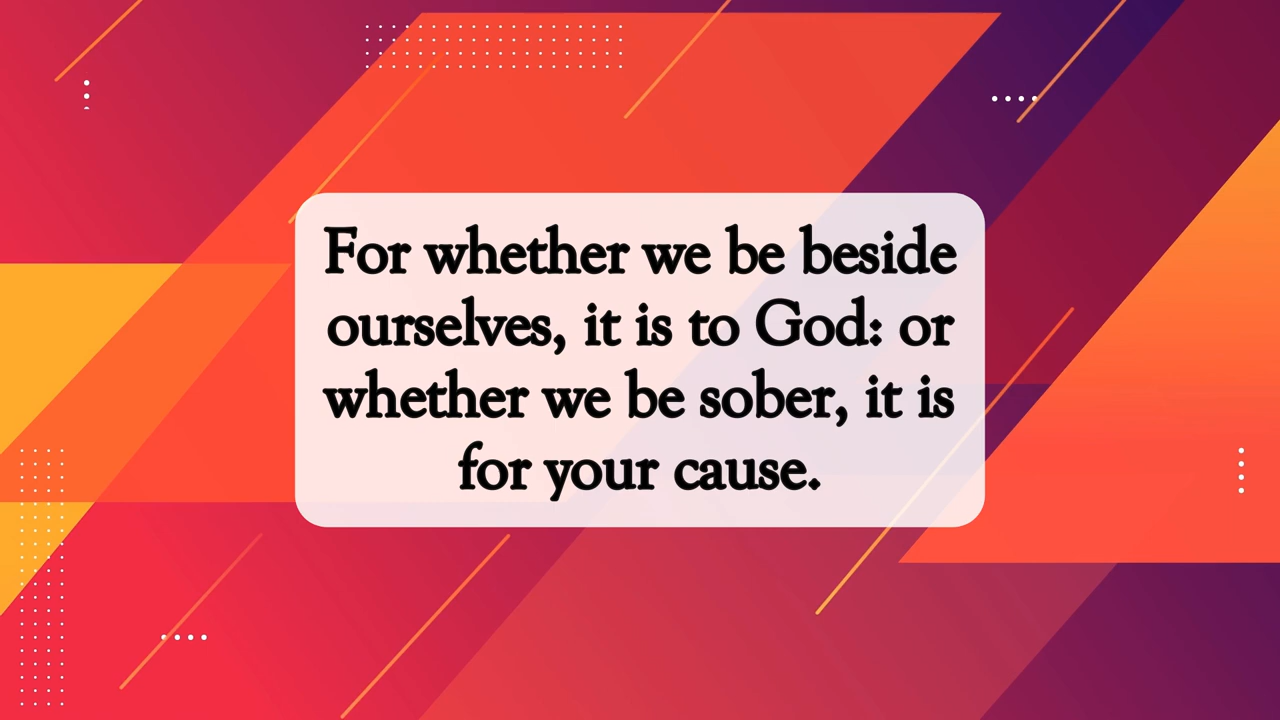 For whether we be beside
ourselves, it is to God: or
whether we be sober, it is
for your cause.